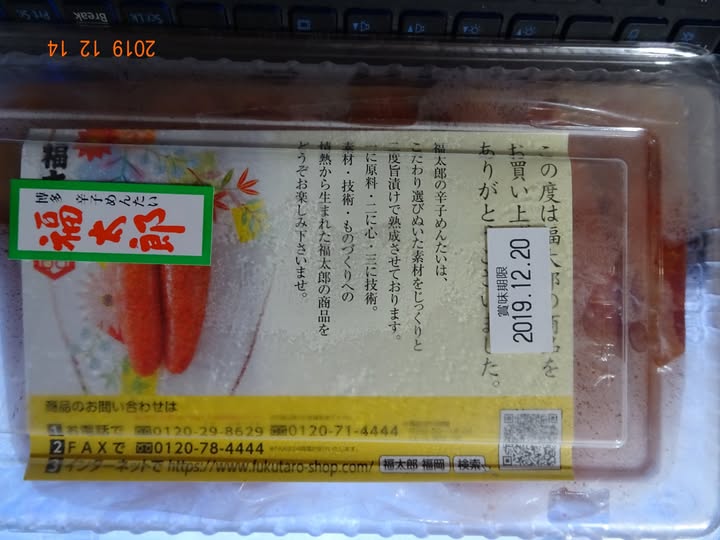 2019 12 14
Prt Sc
Break
ScrLk
博多 辛子めんたい
福太郎
この度は福太郎の商品を
お買い上
ありがとうございました。
賞味期限
2019.12.20
福太郎の辛子めんたいは、
こだわり選びぬいた素材をじっくりと
二度旨漬けで熟成させております。
一に原料・二に心・三に技術。
素材・技術・ものづくりへの
情熱から生まれた福太郎の商品を
どうぞお楽しみ下さいませ。
商品のお問い合わせは
1 お電話で 0120-29-8629 0120-71-4444
2 FAXで 0120-78-4444
3 インターネットで https://www.fukutaro-shop.com/ 福太郎 福岡 検索